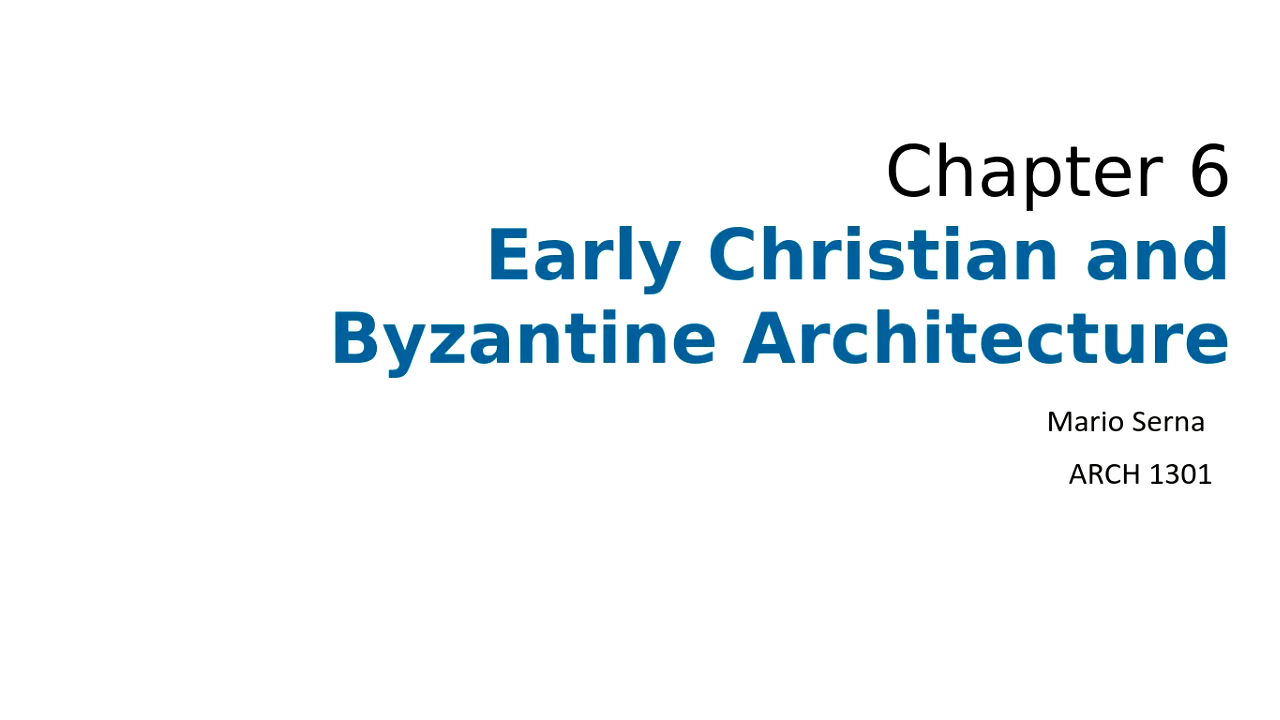 Chapter 6
Early Christian and
Byzantine Architecture
Mario Serna
ARCH 1301